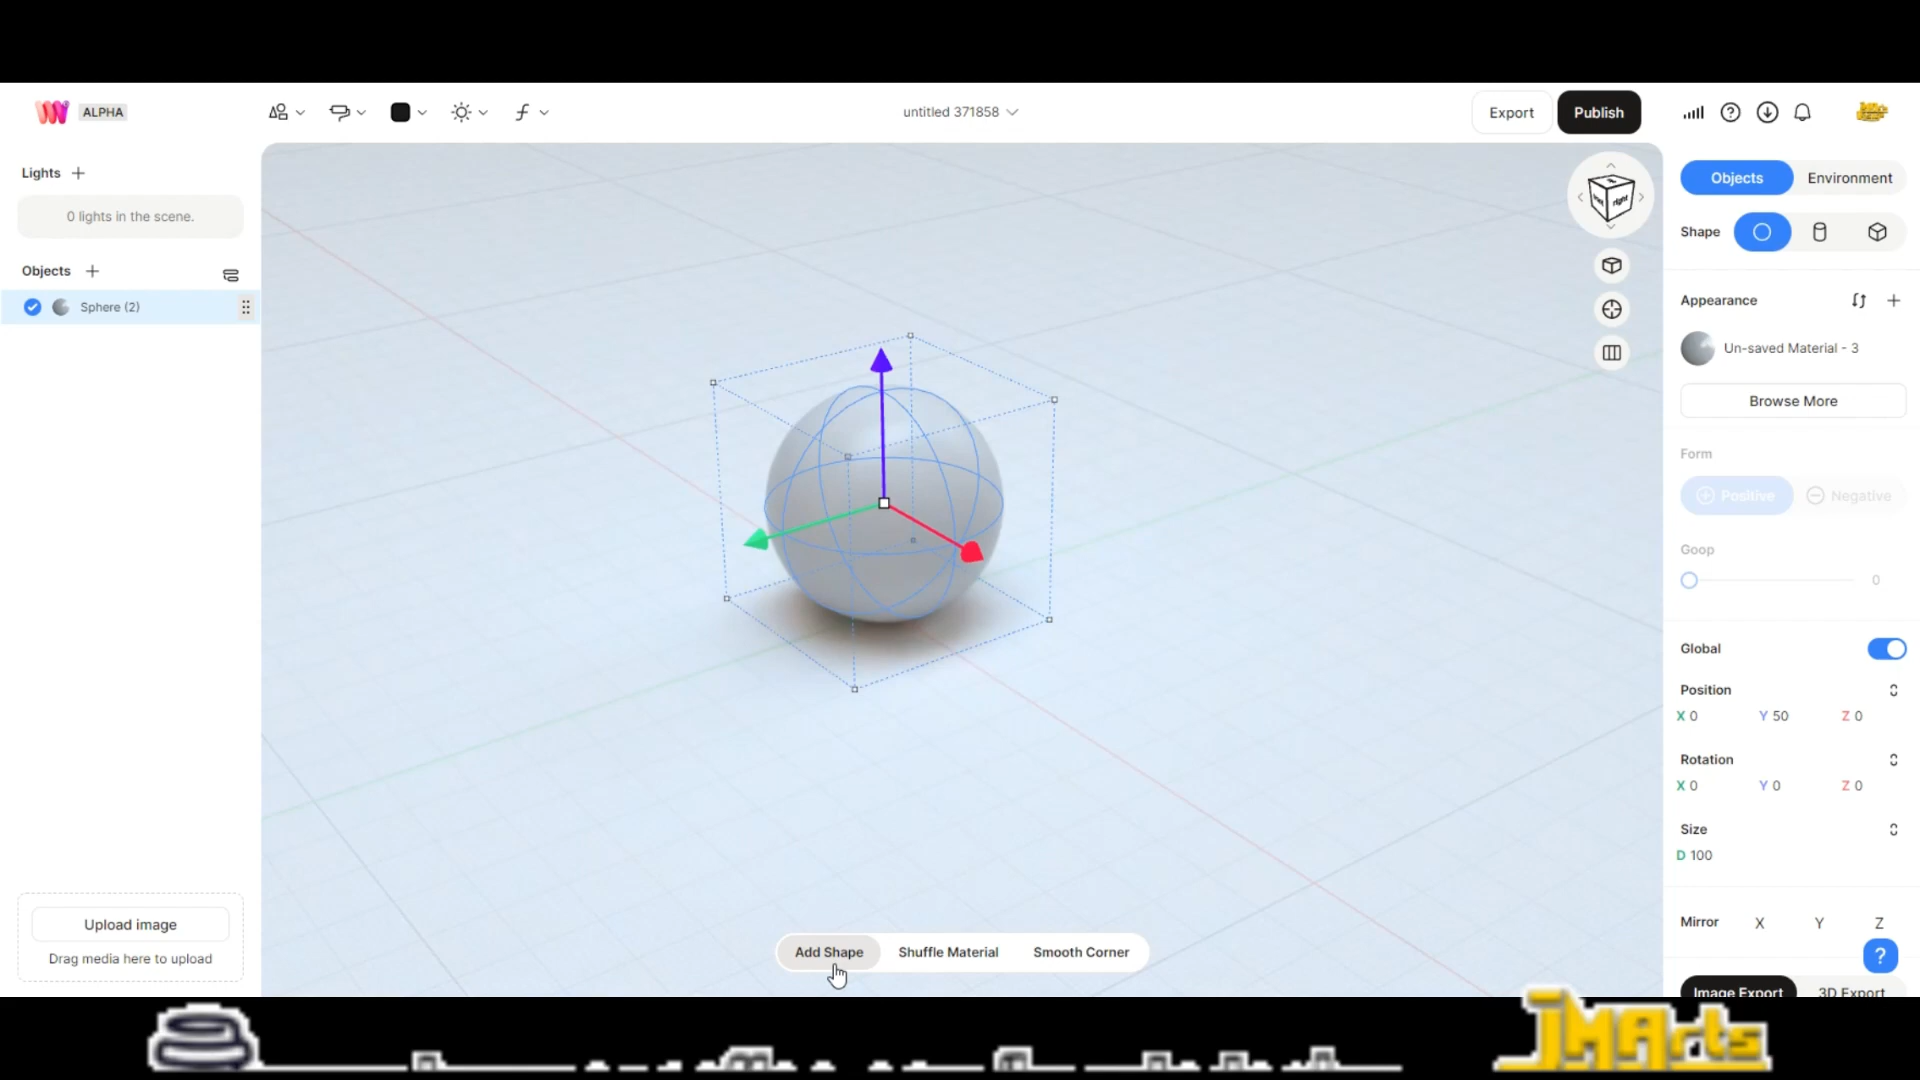 ALPHA
untitled 371858
Export
Publish
Lights
0 lights in the scene.
Objects
Sphere (2)
Upload image
Drag media here to upload
right
Add Shape
Shuffle Material
Smooth Corner
Objects
Environment
Shape
Appearance
Un-saved Material - 3
Browse More
Form
Positive
Negative
Goop
0
Global
Position
X 0 Y 50 Z 0
Rotation
X 0 Y 0 Z 0
Size
D 100
Mirror X Y Z
?
Image Export
3D Export
JMArts